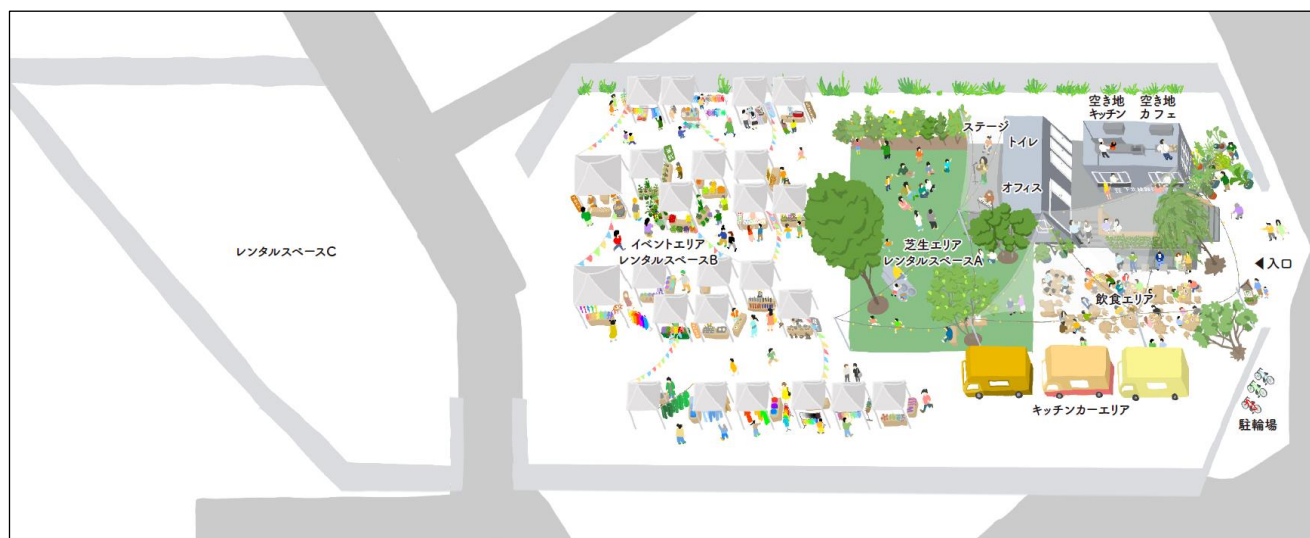 空き地
キッチン
空き地
カフェ
ステージ
トイレ
オフィス
レンタルスペースC
イベントエリア
レンタルスペースB
芝生エリア
レンタルスペースA
◀入口
飲食エリア
キッチンカーエリア
駐輪場